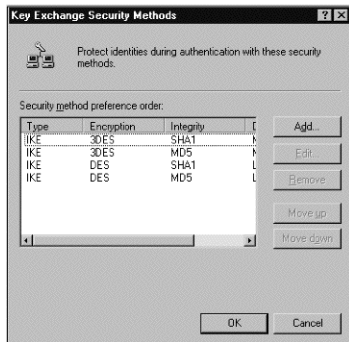 Key Exchange Security Methods
Protect identities during authentication with these security
methods.
Security method preference order:
Type Encryption Integrity D
IKE 3DES SHA1 M
IKE 3DES MD5 M
IKE DES SHA1 L
IKE DES MD5 L
Add...
Edit...
Remove
Move up
Move down
OK Cancel